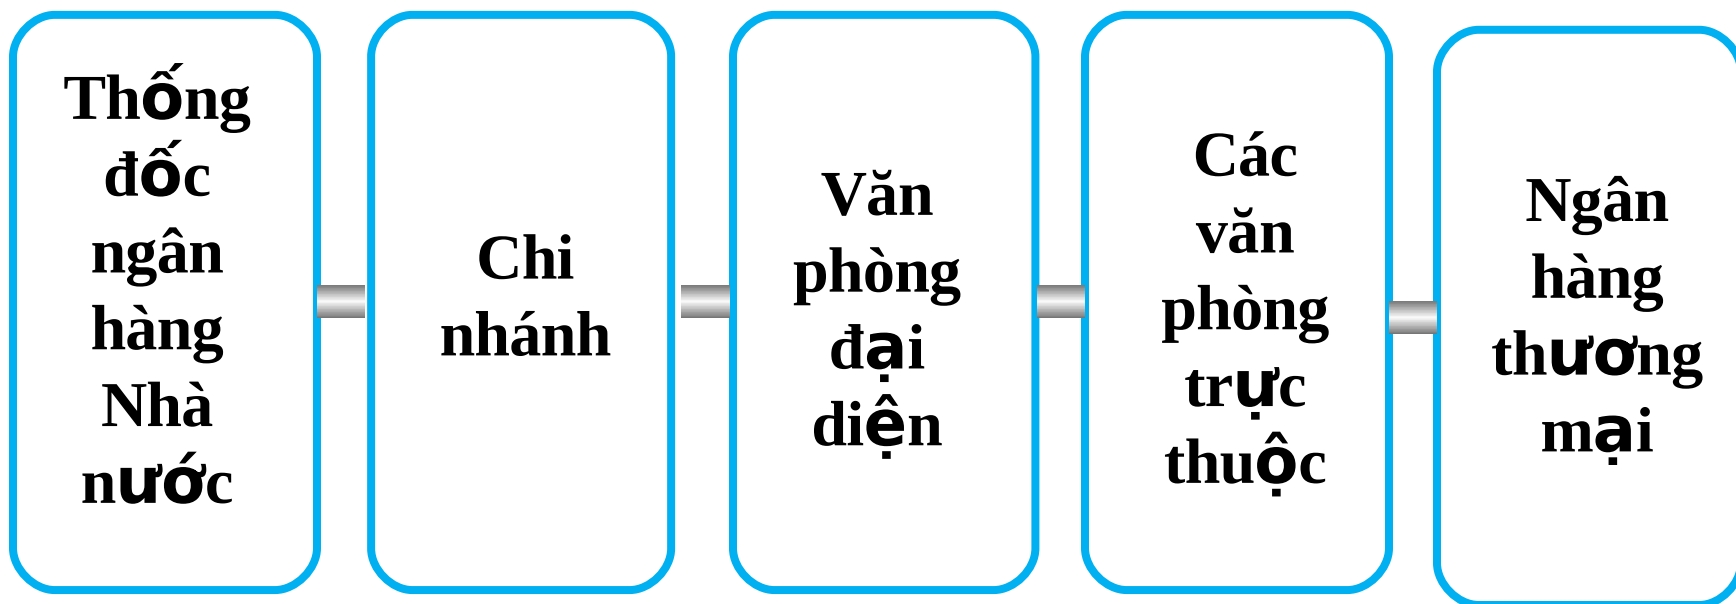 Thống
đốc
ngân
hàng
Nhà
nước
Chi
nhánh
Văn
phòng
đại
diện
Các
văn
phòng
trực
thuộc
Ngân
hàng
thương
mại